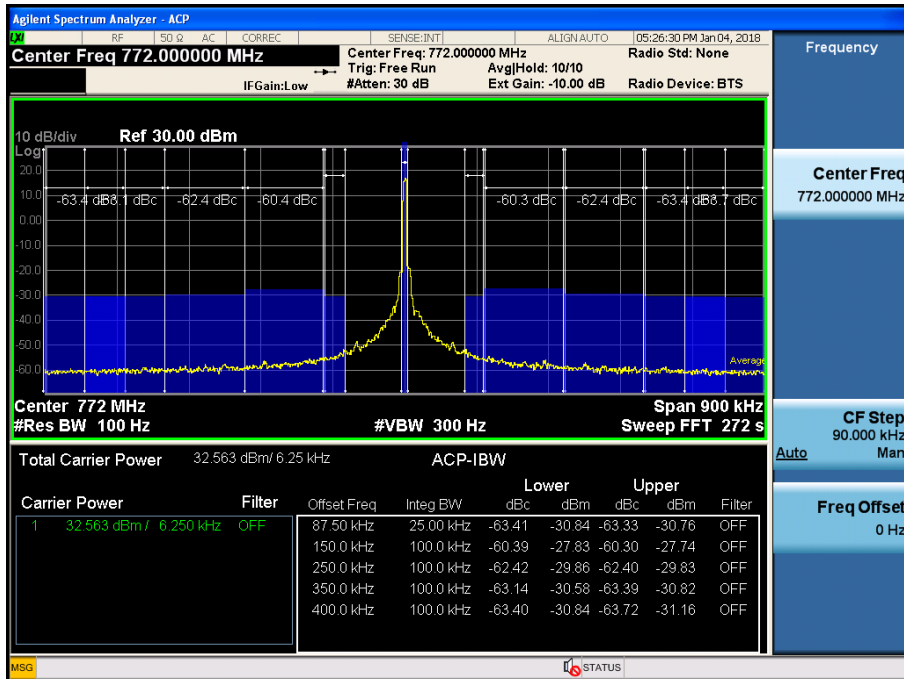 Agilent Spectrum Analyzer - ACP
LXI RF 50 Ω AC CORREC SENSE:INT ALIGN AUTO 05:26:30 PM Jan 04, 2018
Center Freq 772.000000 MHz
Center Freq: 772.000000 MHz Radio Std: None
Trig: Free Run Avg|Hold: 10/10
IFGain:Low #Atten: 30 dB Ext Gain: -10.00 dB Radio Device: BTS
Frequency
10 dB/div Ref 30.00 dBm
Log
20.0
10.0
0.00
-10.0
-20.0
-30.0
-40.0
-50.0
-60.0
-63.4 dBc -62.4 dBc -60.4 dBc -60.3 dBc -62.4 dBc -63.4 dBc
Average
Center 772 MHz Span 900 kHz
#Res BW 100 Hz #VBW 300 Hz Sweep FFT 272 s
Center Freq
772.000000 MHz
CF Step
90.000 kHz
Auto Man
Freq Offset
0 Hz
Total Carrier Power 32.563 dBm/ 6.25 kHz ACP-IBW
Lower Upper
Carrier Power Filter Offset Freq Integ BW dBc dBm dBc dBm Filter
1 32.563 dBm / 6.250 kHz OFF
87.50 kHz 25.00 kHz -63.41 -30.84 -63.33 -30.76 OFF
150.0 kHz 100.0 kHz -60.39 -27.83 -60.30 -27.74 OFF
250.0 kHz 100.0 kHz -62.42 -29.86 -62.40 -29.83 OFF
350.0 kHz 100.0 kHz -63.14 -30.58 -63.39 -30.82 OFF
400.0 kHz 100.0 kHz -63.40 -30.84 -63.72 -31.16 OFF
MSG STATUS